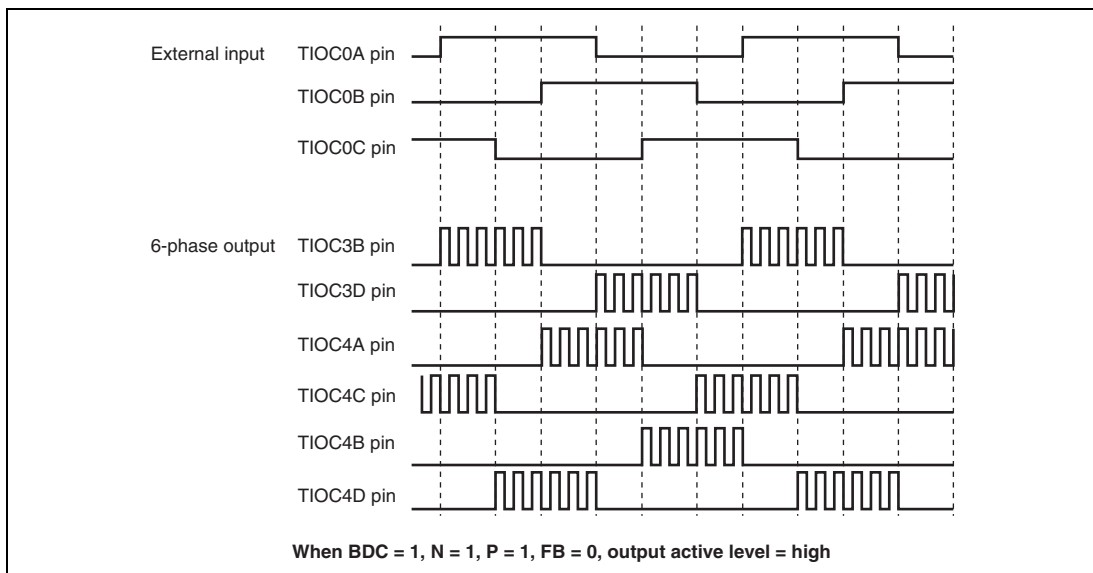 External input TIOC0A pin
TIOC0B pin
TIOC0C pin
6-phase output TIOC3B pin
TIOC3D pin
TIOC4A pin
TIOC4C pin
TIOC4B pin
TIOC4D pin
When BDC = 1, N = 1, P = 1, FB = 0, output active level = high